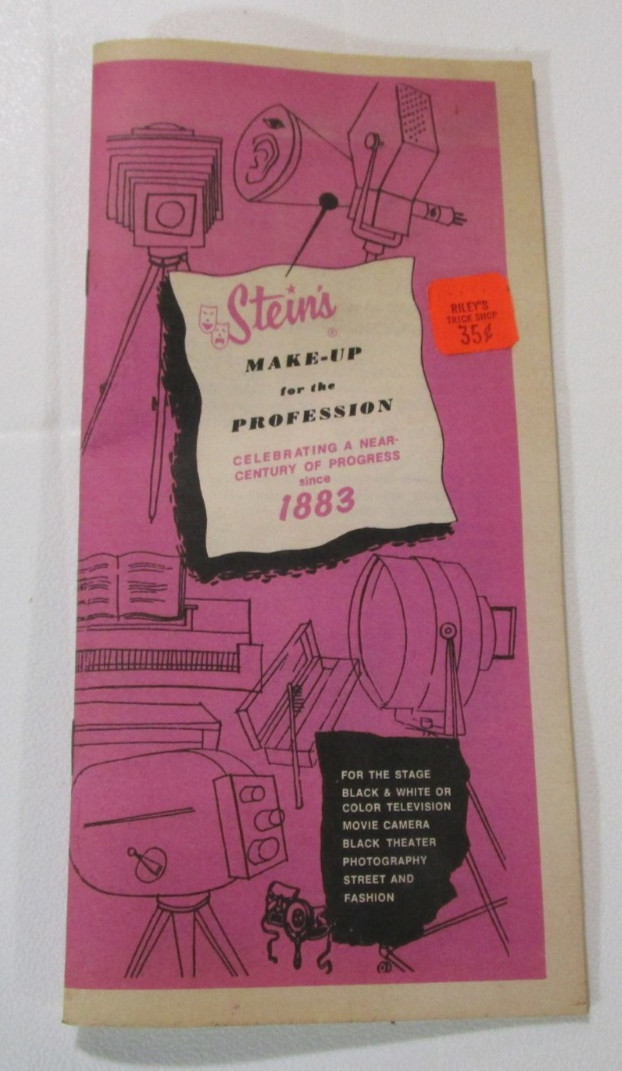 Stein's
®
MAKE-UP
for the
PROFESSION
CELEBRATING A NEAR-
CENTURY OF PROGRESS
since
1883
RILEY'S
TRICK SHOP
35¢
FOR THE STAGE
BLACK & WHITE OR
COLOR TELEVISION
MOVIE CAMERA
BLACK THEATER
PHOTOGRAPHY
STREET AND
FASHION